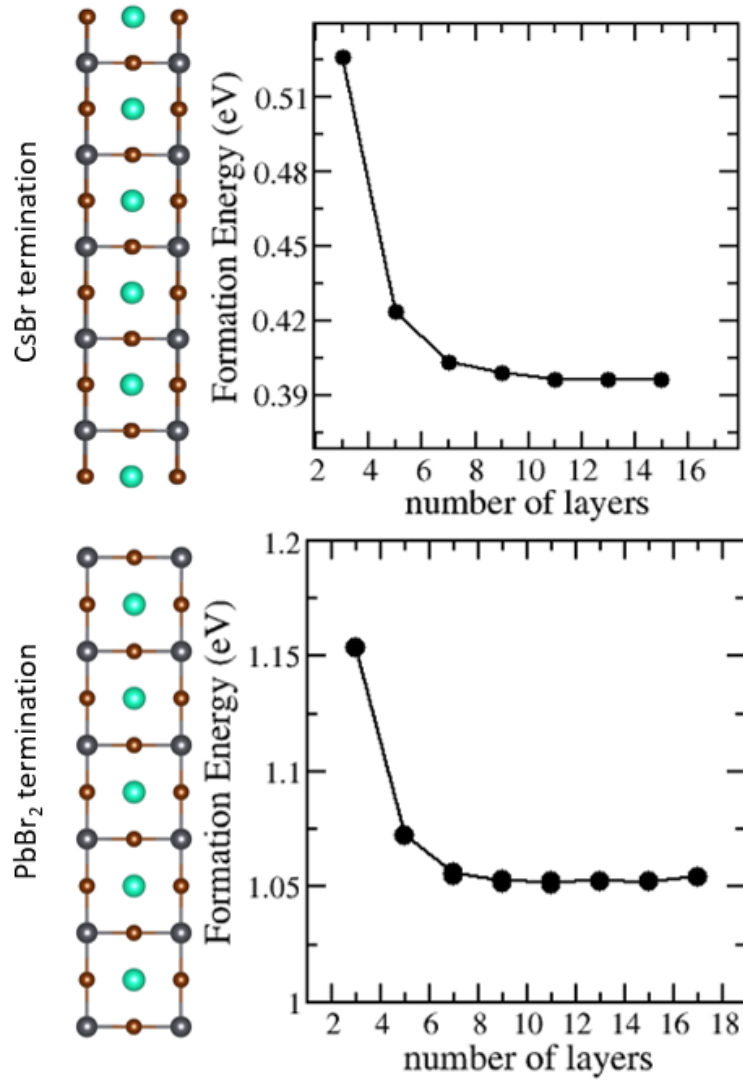 CsBr termination
Formation Energy (eV)
0.51
0.48
0.45
0.42
0.39
2 4 6 8 10 12 14 16
number of layers
PbBr₂ termination
Formation Energy (eV)
1.2
1.15
1.1
1.05
1
2 4 6 8 10 12 14 16 18
number of layers